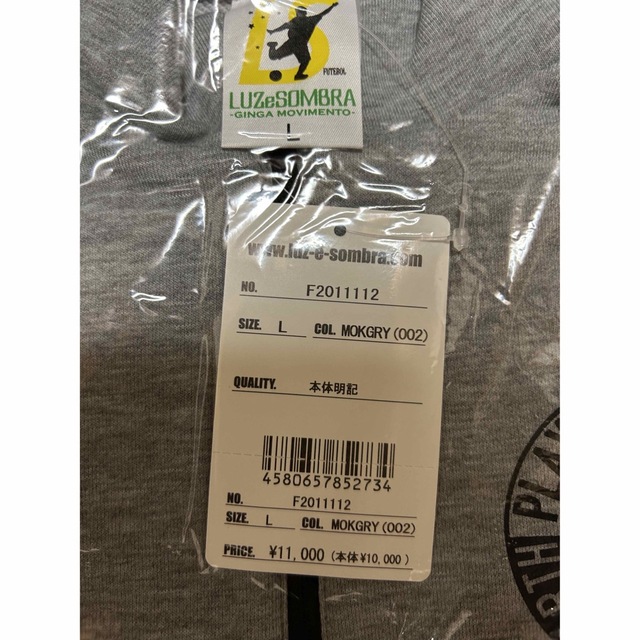 LS
FUTEBOL
LUZeSOMBRA
-GINGA MOVIMENTO-
L
www.luz-e-sombra.com
NO. F2011112
SIZE. L COL. MOKGRY(002)
QUALITY. 本体明記
4580657852734
NO. F2011112
SIZE. L COL. MOKGRY(002)
PRICE. ¥11,000 (本体¥10,000)